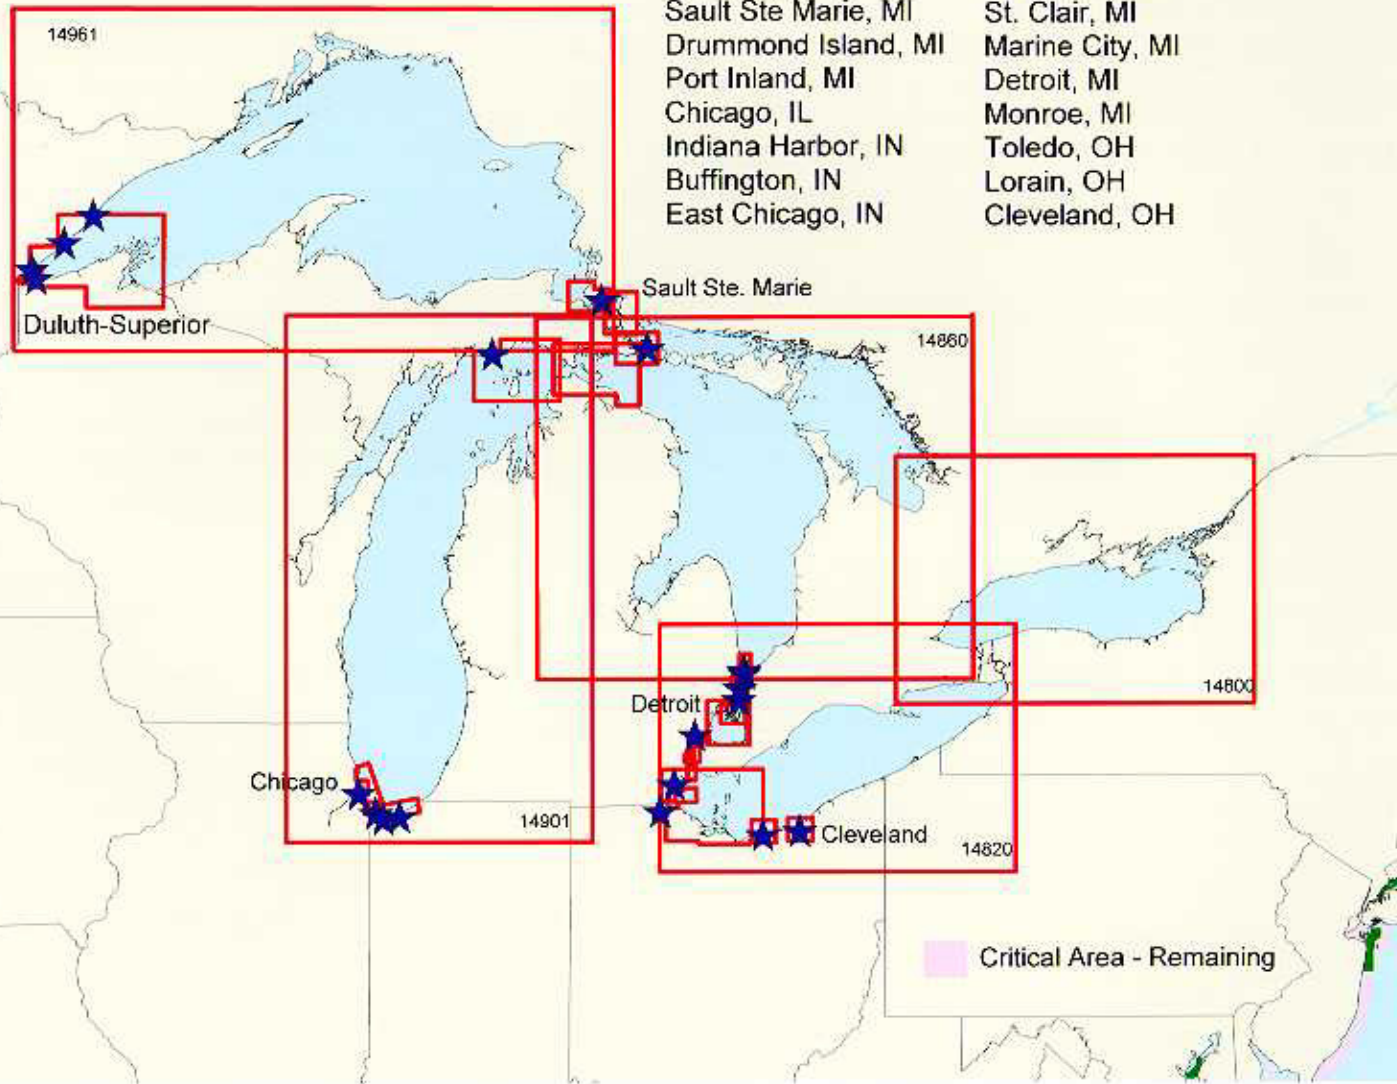 Sault Ste Marie, MI
St. Clair, MI
14961
Drummond Island, MI
Marine City, MI
Port Inland, MI
Detroit, MI
Chicago, IL
Monroe, MI
Indiana Harbor, IN
Toledo, OH
Buffington, IN
Lorain, OH
East Chicago, IN
Cleveland, OH
Sault Ste. Marie
Duluth-Superior
14860
14800
Detroit
Chicago
14901
Cleveland
14820
Critical Area - Remaining